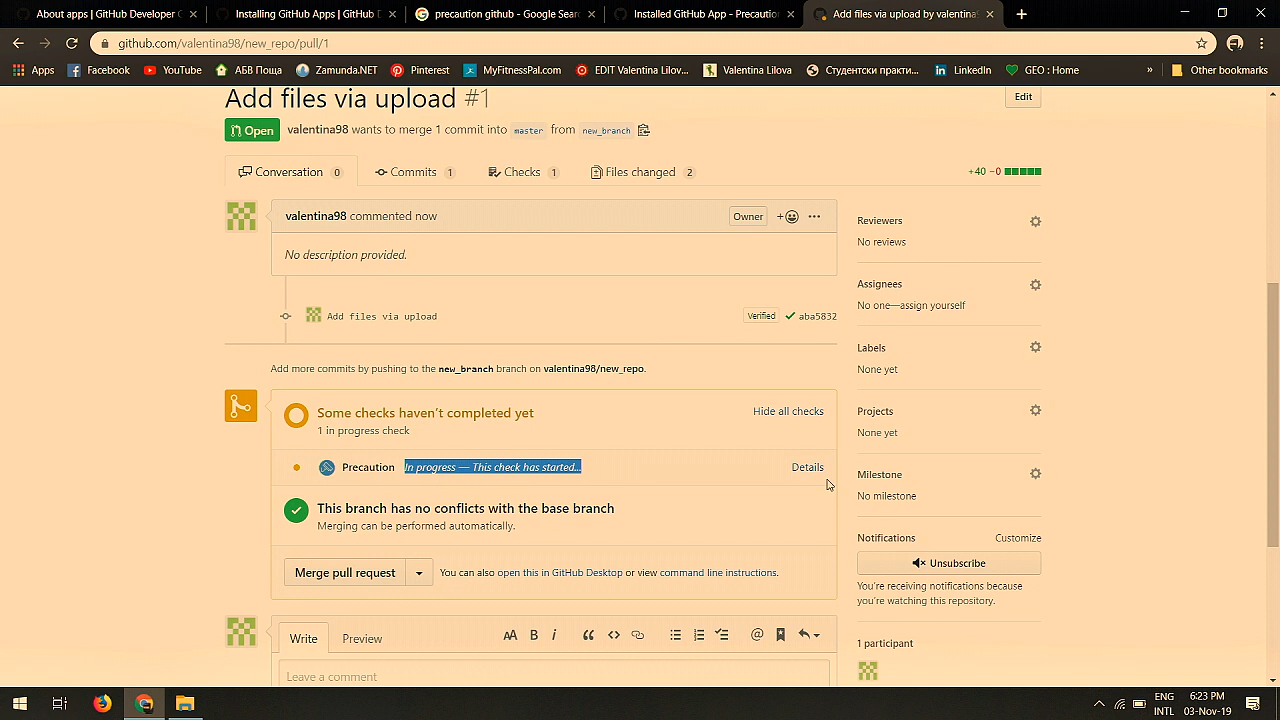 About apps | GitHub Developer G
Installing GitHub Apps | GitHub D
precaution github - Google Sear
Installed GitHub App - Precautio
Add files via upload by valentina
github.com/valentina98/new_repo/pull/1
Apps
Facebook
YouTube
АБВ Поща
Zamunda.NET
Pinterest
MyFitnessPal.com
EDIT Valentina Lilov...
Valentina Lilova
Студентски практи...
LinkedIn
GEO : Home
»
Other bookmarks
Add files via upload #1
Edit
Open
valentina98 wants to merge 1 commit into master from new_branch
Conversation 0
Commits 1
Checks 1
Files changed 2
+40 −0
valentina98 commented now
Owner
No description provided.
Add files via upload
Verified
aba5832
Add more commits by pushing to the new_branch branch on valentina98/new_repo.
Some checks haven't completed yet
1 in progress check
Hide all checks
Precaution In progress — This check has started...
Details
This branch has no conflicts with the base branch
Merging can be performed automatically.
Merge pull request
You can also open this in GitHub Desktop or view command line instructions.
Write
Preview
AA B i
Leave a comment
Reviewers
No reviews
Assignees
No one—assign yourself
Labels
None yet
Projects
None yet
Milestone
No milestone
Notifications
Customize
Unsubscribe
You're receiving notifications because
you're watching this repository.
1 participant
ENG
INTL
6:23 PM
03-Nov-19